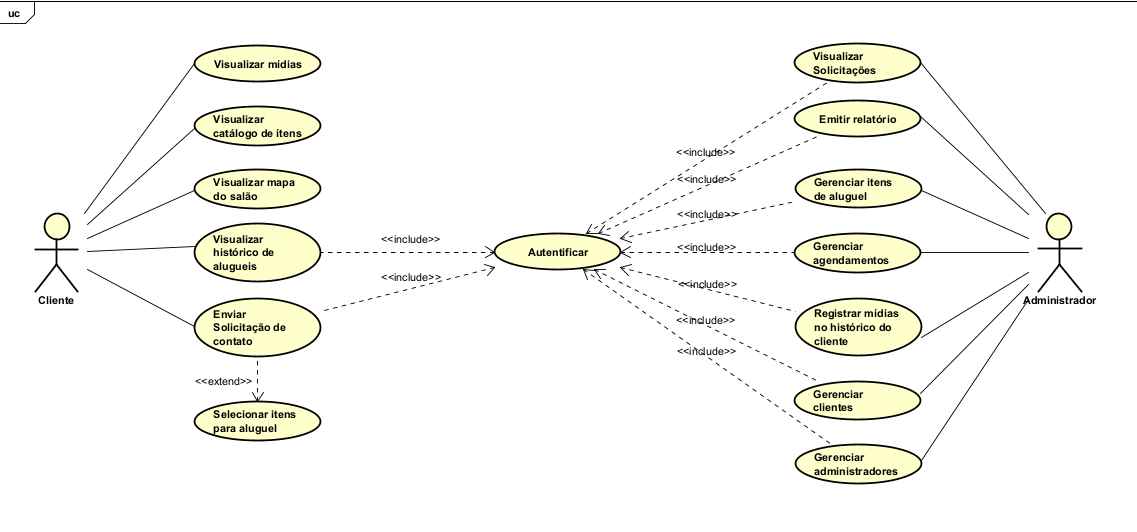 uc
Visualizar mídias
Visualizar
catálogo de ítens
Visualizar mapa
do salão
Visualizar
histórico de
alugueis
Enviar
Solicitação de
contato
Selecionar itens
para aluguel
Cliente
<<include>>
<<include>>
<<extend>>
Autentificar
<<include>>
<<include>>
<<include>>
<<include>>
<<include>>
<<include>>
<<include>>
Visualizar
Solicitações
Emitir relatório
Gerenciar itens
de aluguel
Gerenciar
agendamentos
Registrar mídias
no histórico do
cliente
Gerenciar
clientes
Gerenciar
administradores
Administrador